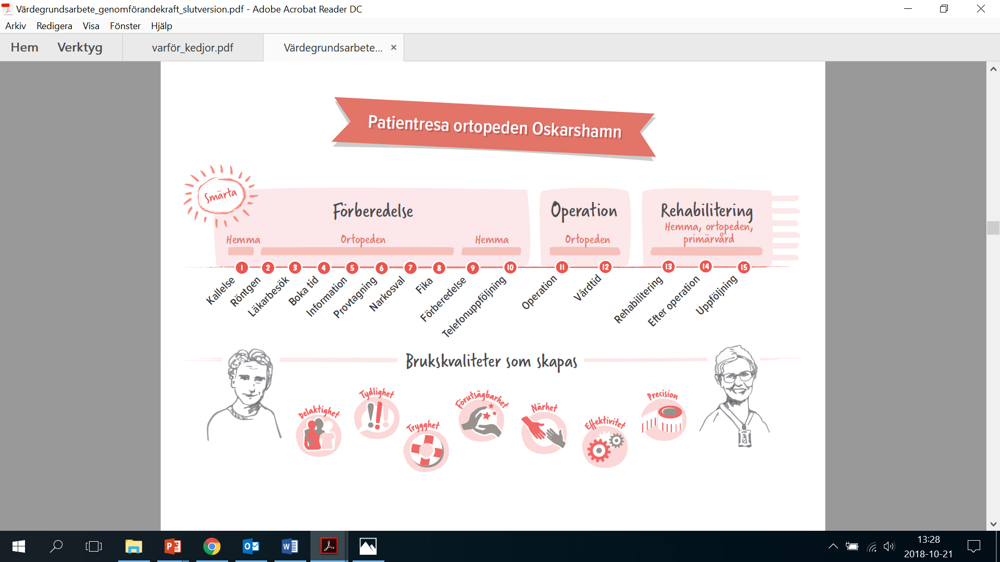 Värdegrundsarbete_genomförandekraft_slutversion.pdf - Adobe Acrobat Reader DC
Arkiv Redigera Visa Fönster Hjälp
Hem Verktyg varför_kedjor.pdf Värdegrundsarbete... ×
Patientresa ortopeden Oskarshamn
Smärta
Förberedelse
Operation
Rehabilitering
Hemma
Ortopeden
Hemma
Ortopeden
Hemma, ortopeden,
primärvård
1 2 3 4 5 6 7 8 9 10 11 12 13 14 15
Kallelse
Röntgen
Läkarbesök
Boka tid
Information
Provtagning
Narkosval
Fika
Förberedelse
Telefonuppföljning
Operation
Vårdtid
Rehabilitering
Efter operation
Uppföljning
Brukskvaliteter som skapas
Delaktighet
Tydlighet
Trygghet
Förutsägbarhet
Närhet
Effektivitet
Precision
13:28
2018-10-21